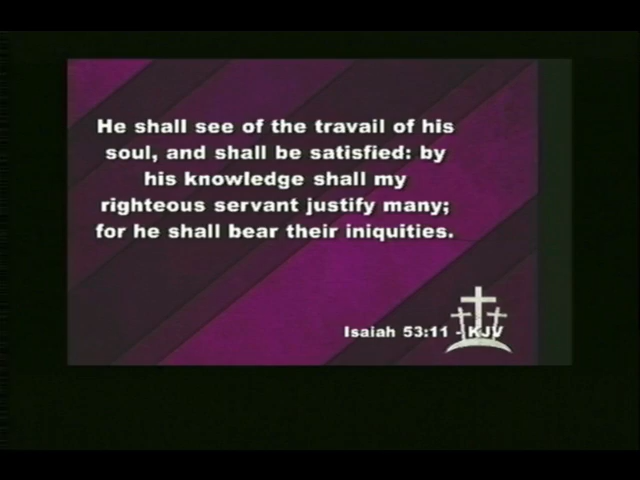 He shall see of the travail of his
soul, and shall be satisfied: by
his knowledge shall my
righteous servant justify many;
for he shall bear their iniquities.
Isaiah 53:11 - KJV